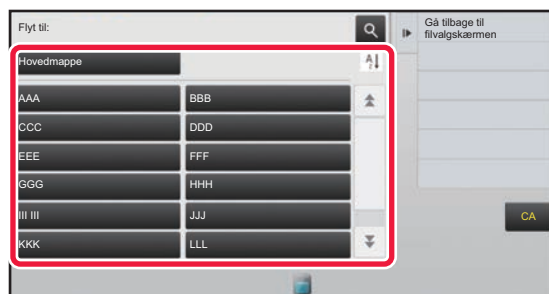 Flyt til:
Gå tilbage til
filvalgskærmen
Hovedmappe
AAA
BBB
CCC
DDD
EEE
FFF
GGG
HHH
III III
JJJ
CA
KKK
LLL